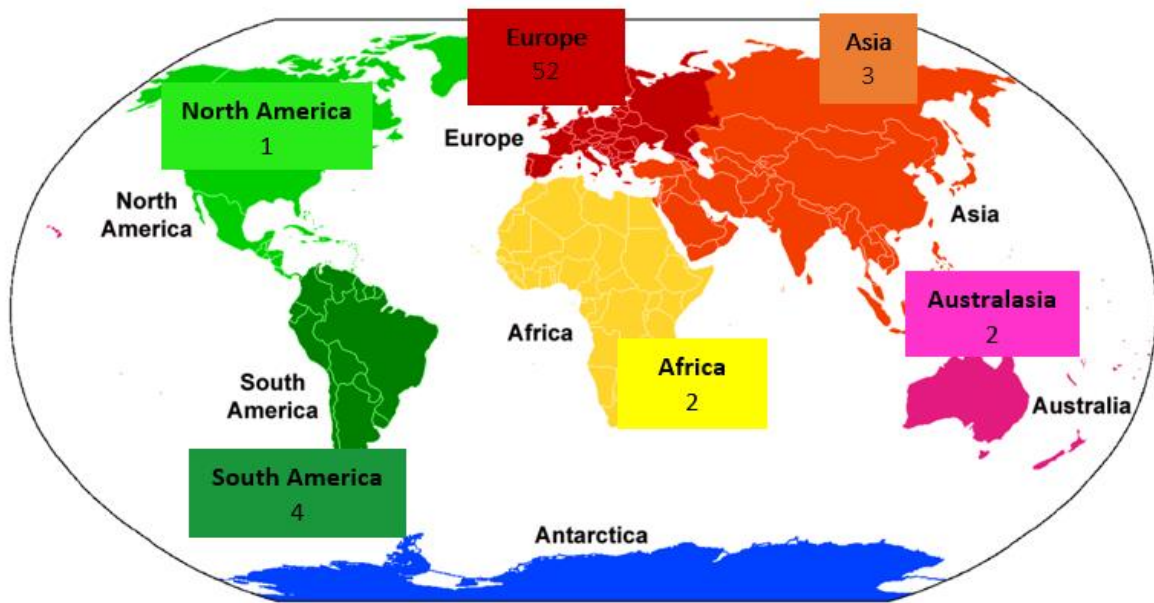 Europe
52
Asia
3
North America
1
Europe
North
America
Asia
Australasia
2
Africa
Africa
2
South
America
Australia
South America
4
Antarctica